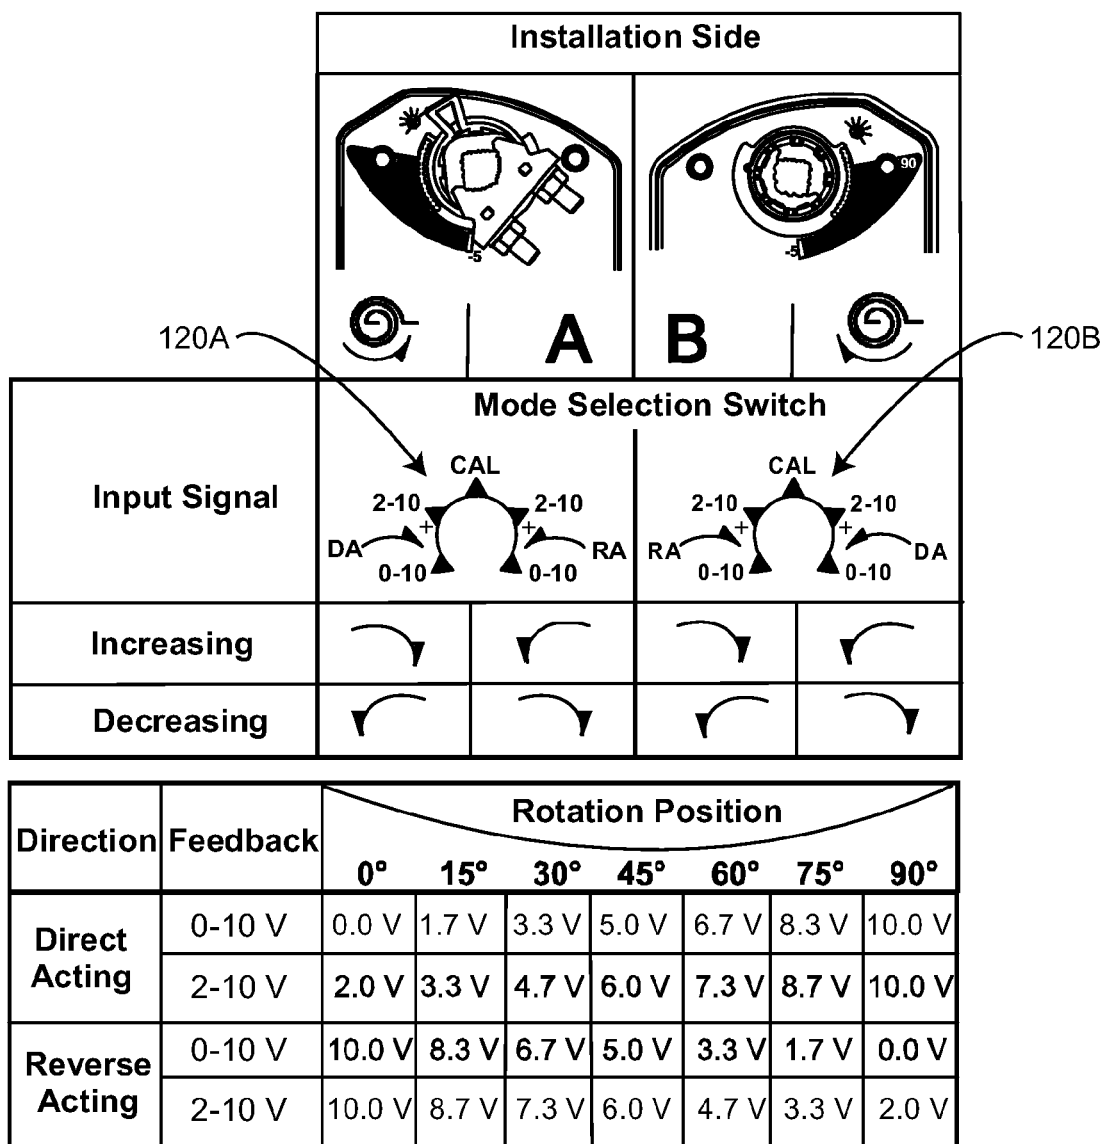 Installation Side
90
-5
-5
120A
A
B
120B
Mode Selection Switch
Input Signal
CAL
CAL
2-10
2-10
2-10
2-10
+
+
+
+
DA
RA
RA
DA
0-10
0-10
0-10
0-10
Increasing
Decreasing
Direction Feedback Rotation Position
0° 15° 30° 45° 60° 75° 90°
Direct Acting
0-10 V 0.0 V 1.7 V 3.3 V 5.0 V 6.7 V 8.3 V 10.0 V
2-10 V 2.0 V 3.3 V 4.7 V 6.0 V 7.3 V 8.7 V 10.0 V
Reverse Acting
0-10 V 10.0 V 8.3 V 6.7 V 5.0 V 3.3 V 1.7 V 0.0 V
2-10 V 10.0 V 8.7 V 7.3 V 6.0 V 4.7 V 3.3 V 2.0 V